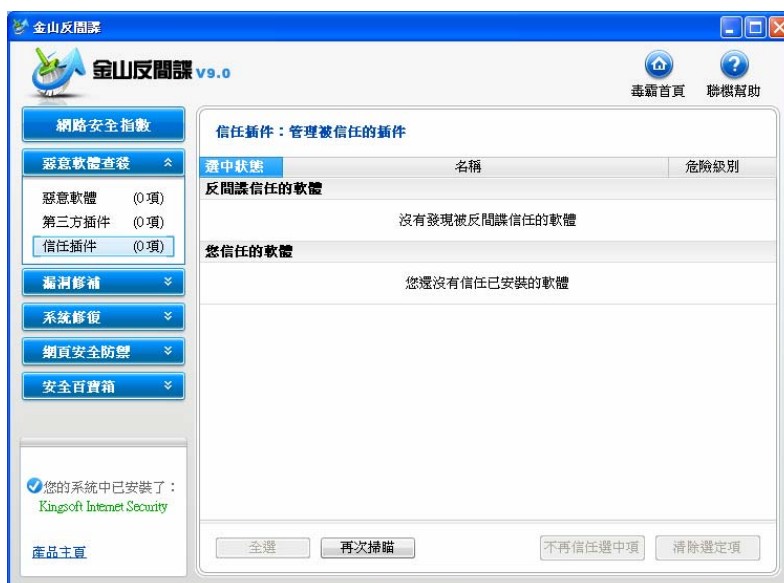 金山反間諜
金山反間諜 V9.0
毒霸首頁
聯機幫助
網路安全指數
惡意軟體查殺
惡意軟體 (0項)
第三方插件 (0項)
信任插件 (0項)
漏洞修補
系統修復
網頁安全防禦
安全百寶箱
您的系統中已安裝了：
Kingsoft Internet Security
產品主頁
信任插件：管理被信任的插件
選中狀態 名稱 危險級別
反間諜信任的軟體
沒有發現被反間諜信任的軟體
您信任的軟體
您還沒有信任已安裝的軟體
全選 再次掃瞄 不再信任選中項 清除選定項